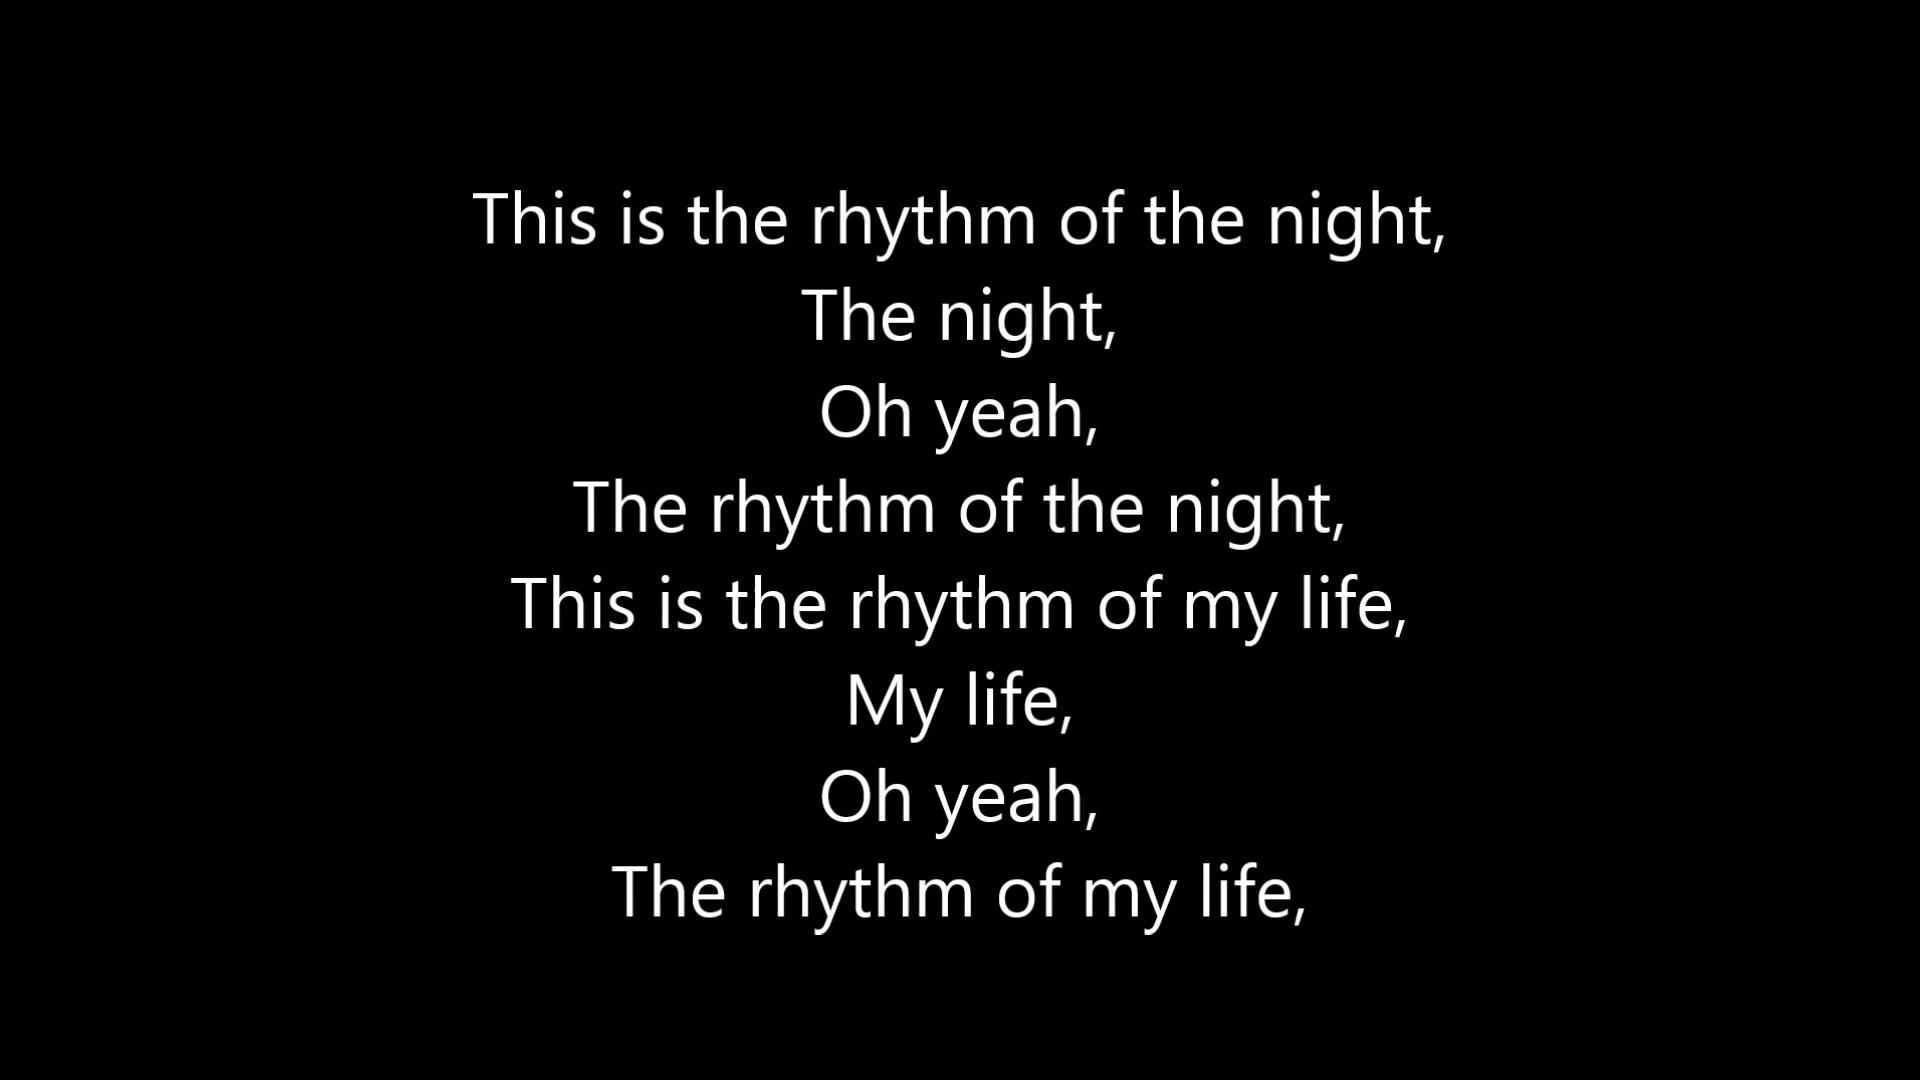 This is the rhythm of the night,
The night,
Oh yeah,
The rhythm of the night,
This is the rhythm of my life,
My life,
Oh yeah,
The rhythm of my life,